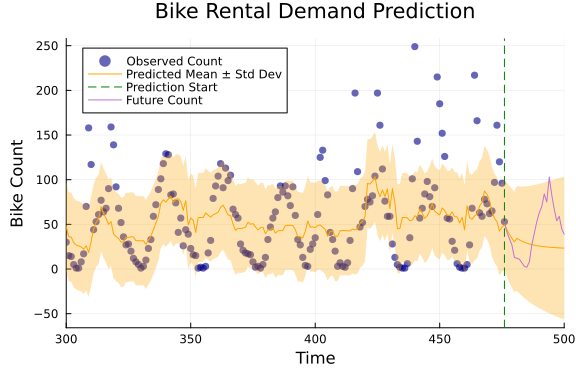 Bike Rental Demand Prediction
Observed Count
Predicted Mean ± Std Dev
Prediction Start
Future Count
Bike Count
250
200
150
100
50
0
−50
300
350
400
450
500
Time